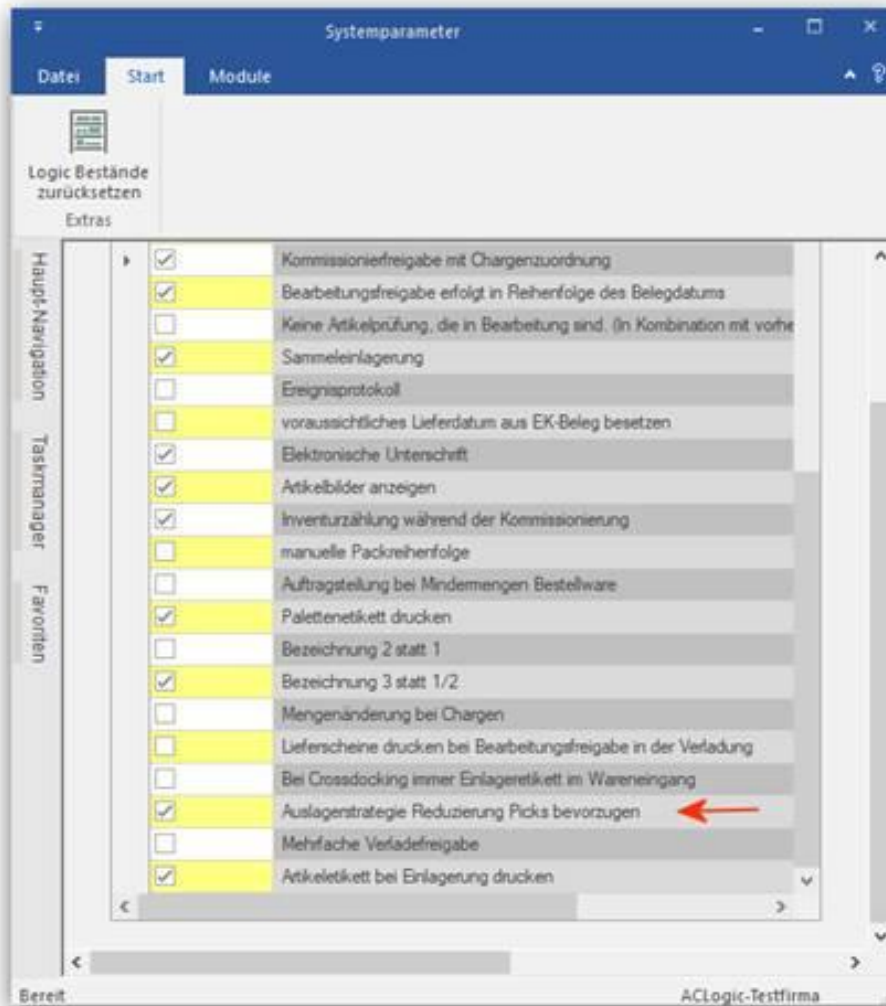 Systemparameter
Datei Start Module
Logic Bestände
zurücksetzen
Extras
Haupt-Navigation
Taskmanager
Favoriten
Kommissionierfreigabe mit Chargenzuordnung
Bearbeitungsfreigabe erfolgt in Reihenfolge des Belegdatums
Keine Artikelprüfung, die in Bearbeitung sind. (In Kombination mit vorhe
Sammeleinlagerung
Ereignisprotokoll
voraussichtliches Lieferdatum aus EK-Beleg besetzen
Elektronische Unterschrift
Artikelbilder anzeigen
Inventurzählung während der Kommissionierung
manuelle Packreihenfolge
Auftragsteilung bei Mindermengen Bestellware
Palettenetikett drucken
Bezeichnung 2 statt 1
Bezeichnung 3 statt 1/2
Mengenänderung bei Chargen
Lieferscheine drucken bei Bearbeitungsfreigabe in der Verladung
Bei Crossdocking immer Einlageretikett im Wareneingang
Auslagerstrategie Reduzierung Picks bevorzugen
Mehrfache Verladefreigabe
Artikeletikett bei Einlagerung drucken
Bereit ACLogic-Testfirma